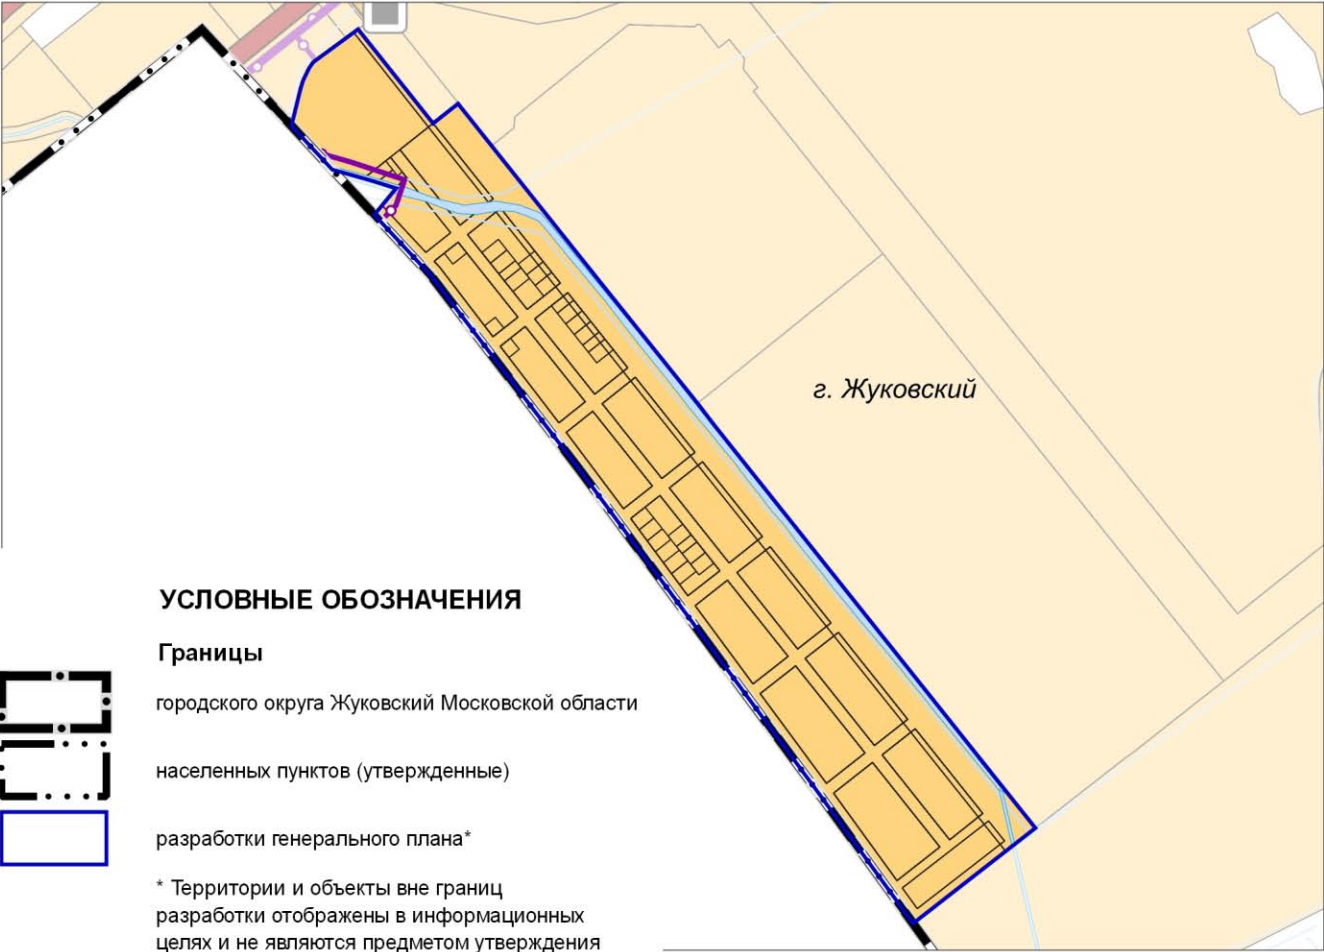 г. Жуковский
УСЛОВНЫЕ ОБОЗНАЧЕНИЯ
Границы
городского округа Жуковский Московской области
населенных пунктов (утвержденные)
разработки генерального плана*
* Территории и объекты вне границ
разработки отображены в информационных
целях и не являются предметом утверждения